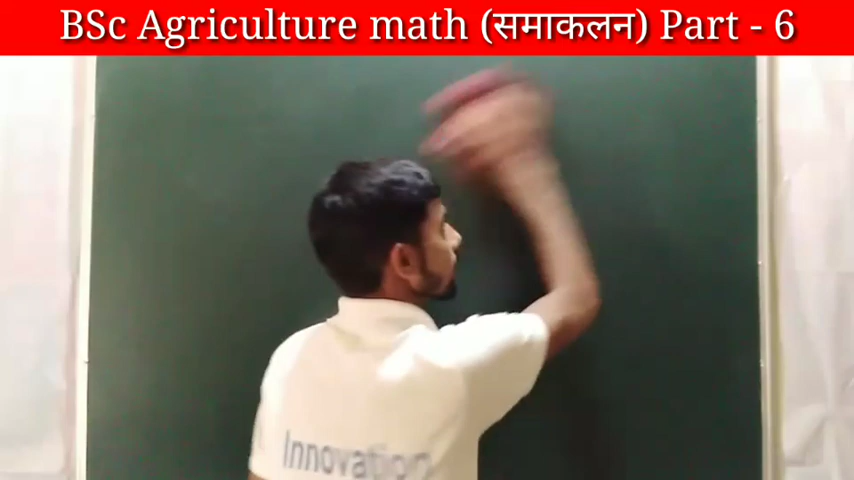 BSc Agriculture math (समाकलन) Part - 6
Innovation